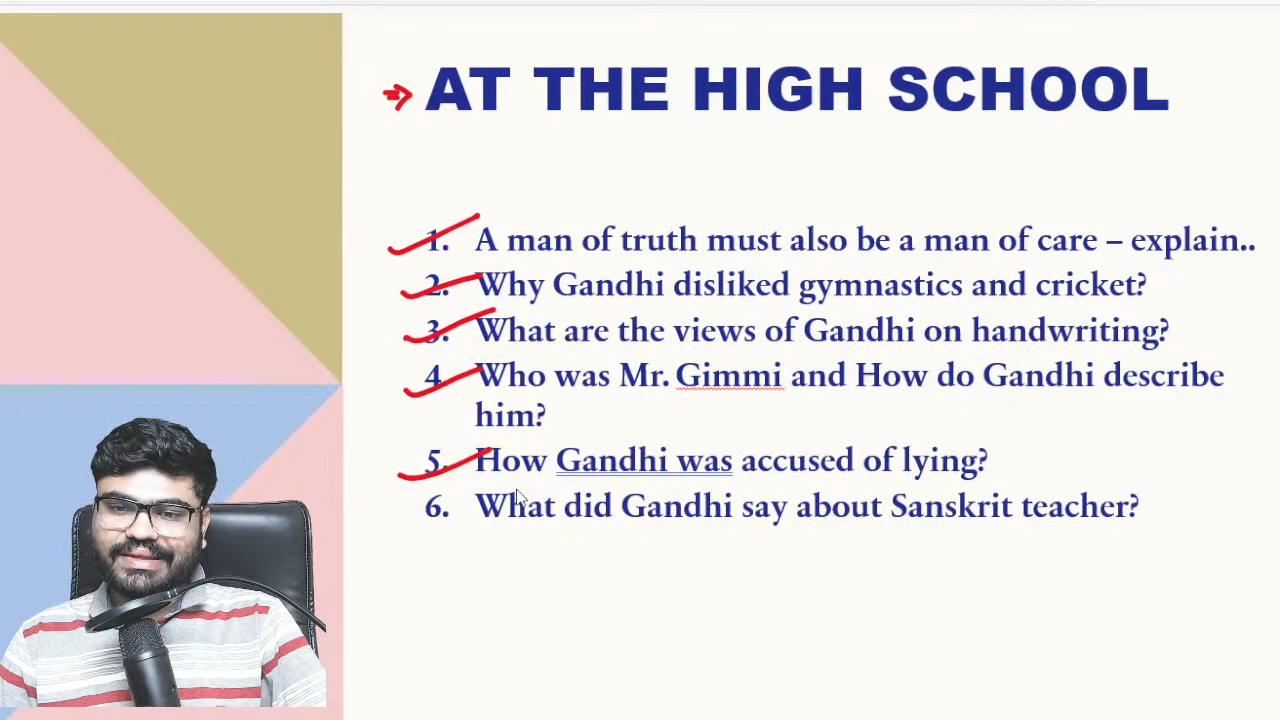 AT THE HIGH SCHOOL
1. A man of truth must also be a man of care – explain..
2. Why Gandhi disliked gymnastics and cricket?
3. What are the views of Gandhi on handwriting?
4. Who was Mr. Gimmi and How do Gandhi describe
him?
5. How Gandhi was accused of lying?
6. What did Gandhi say about Sanskrit teacher?